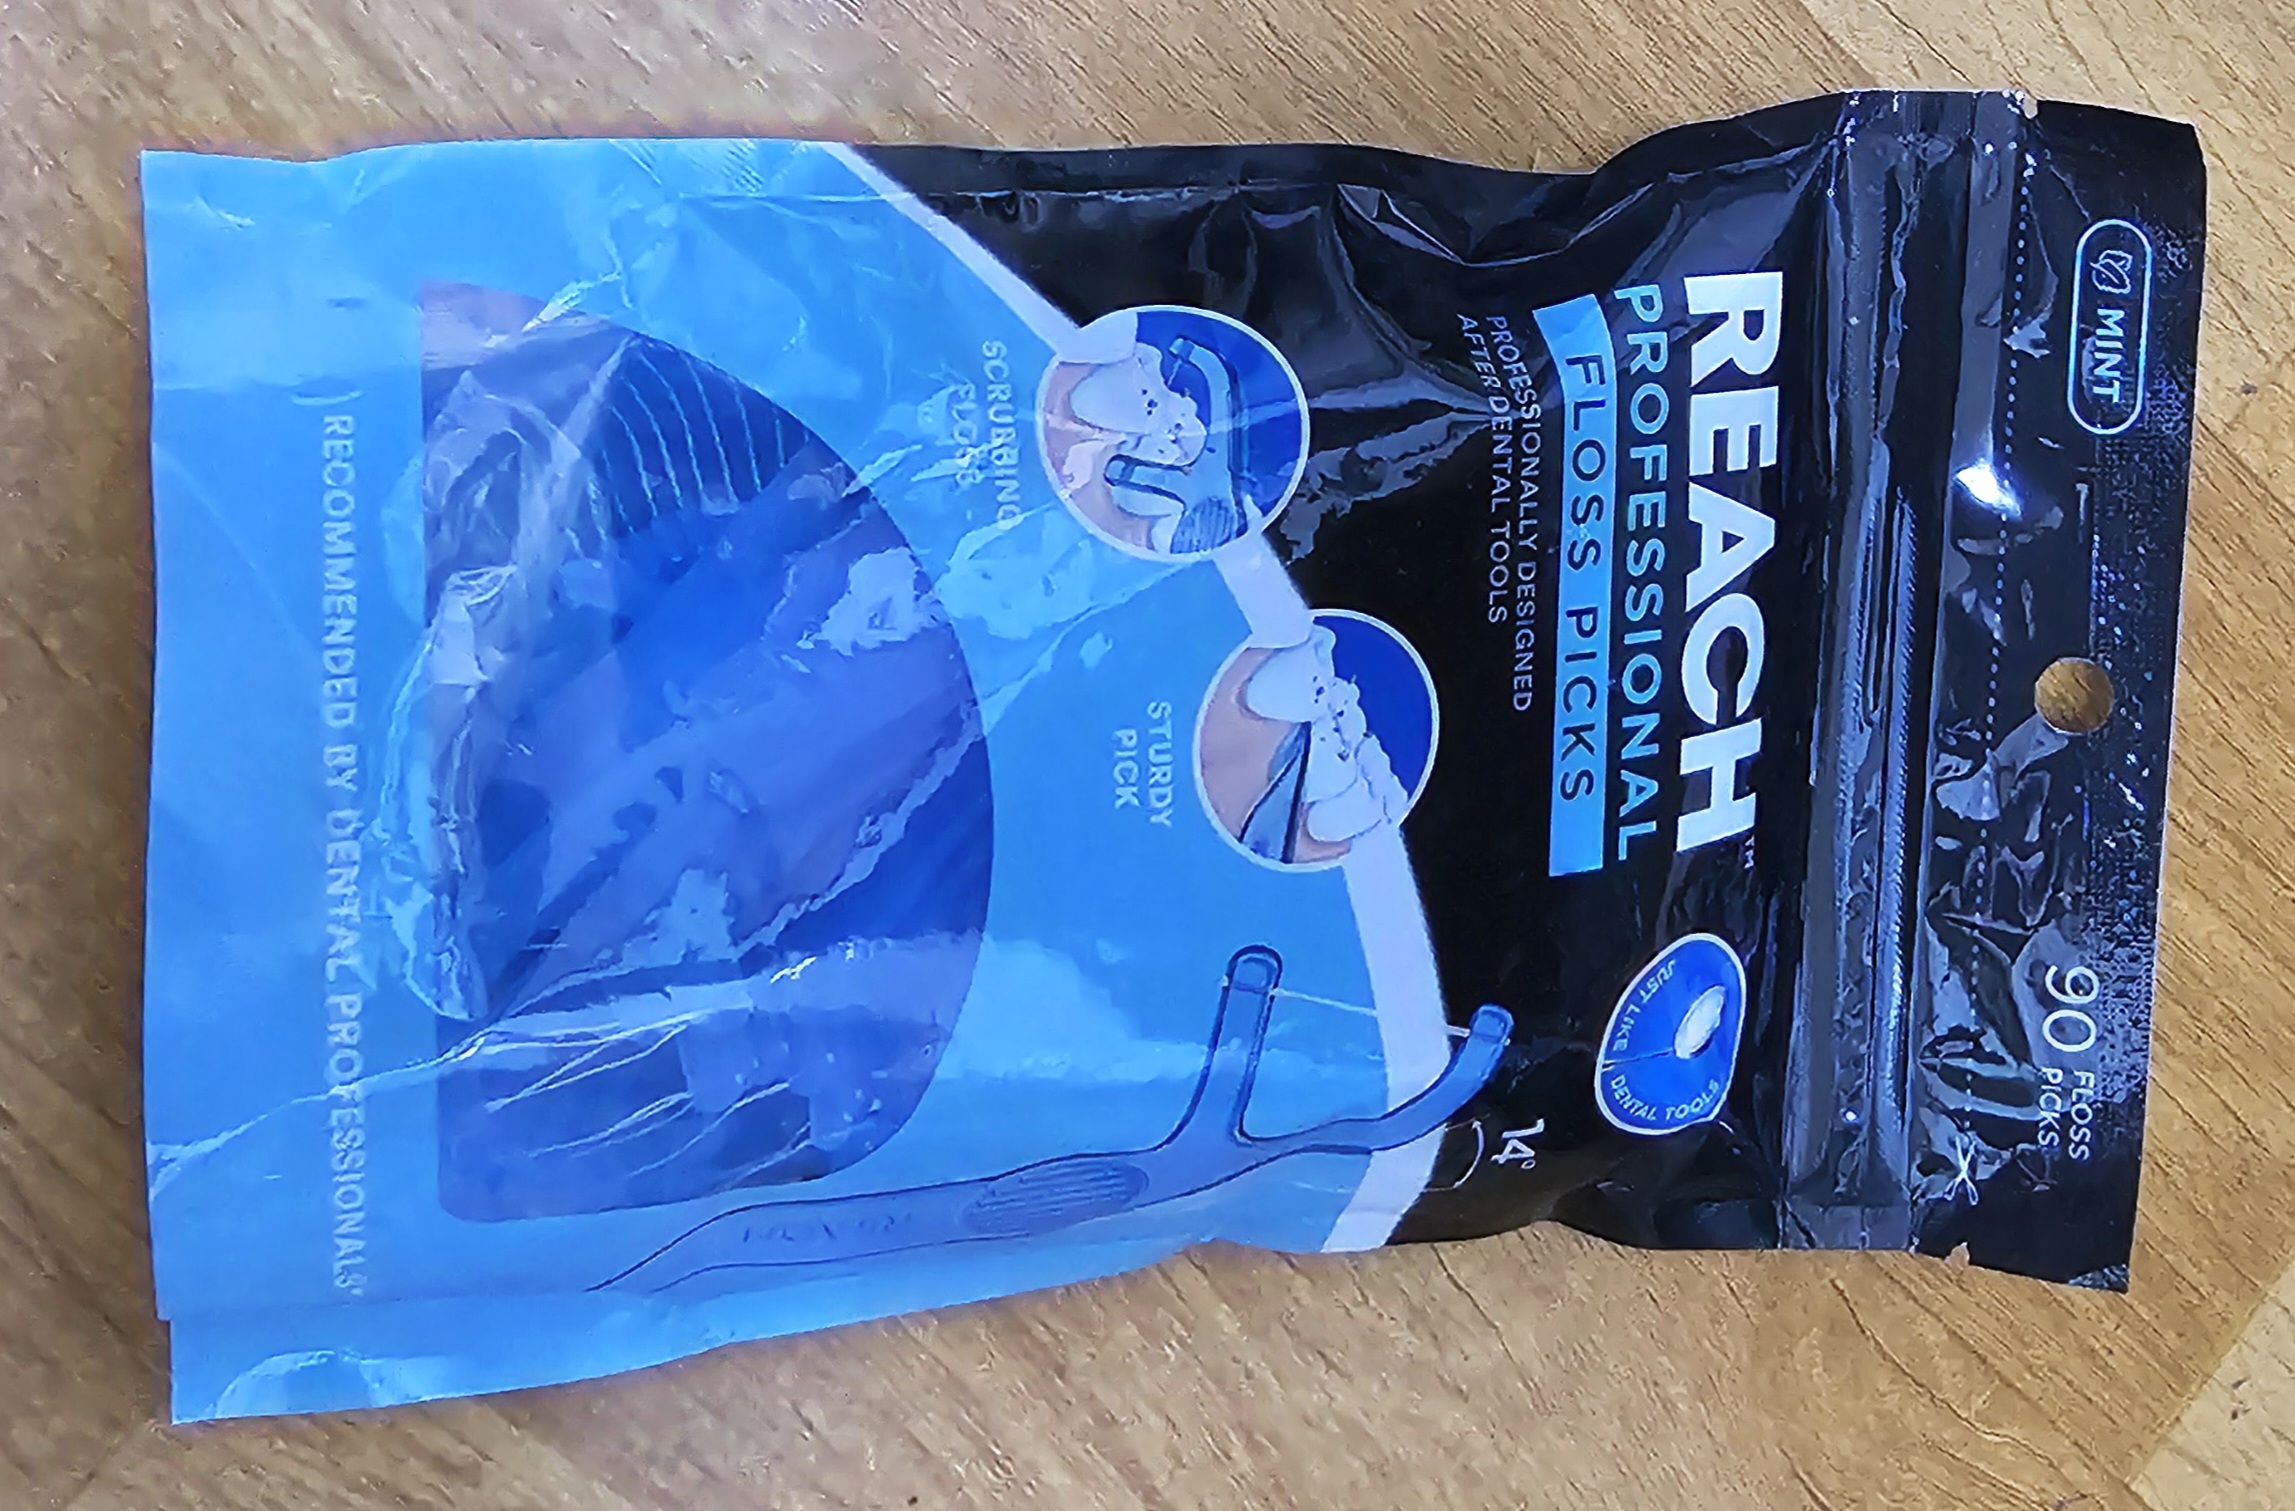 MINT
90 FLOSS
PICKS
REACH™
PROFESSIONAL
FLOSS PICKS
PROFESSIONALLY DESIGNED
AFTER DENTAL TOOLS
JUST LIKE
DENTAL TOOLS
14°
SCRUBBING
FLOSS
STURDY
PICK
RECOMMENDED BY DENTAL PROFESSIONALS